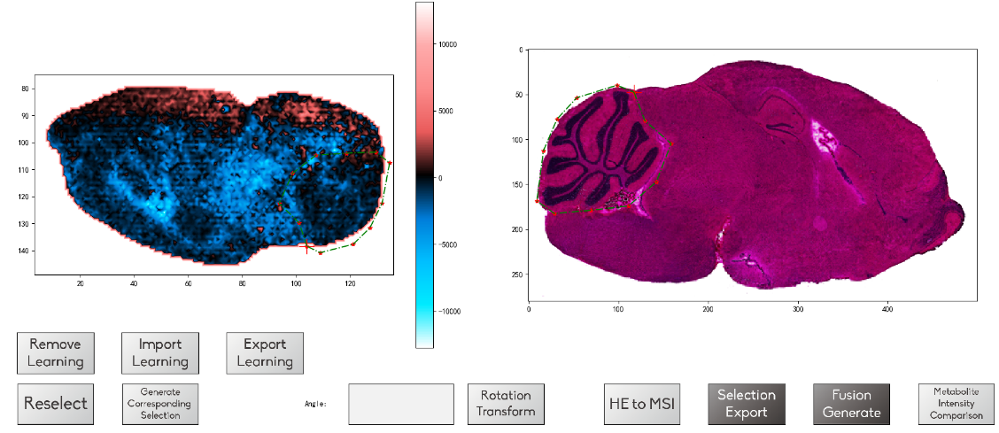 80
90
100
110
120
130
140
20
40
60
80
100
120
10000
5000
0
−5000
−10000
0
50
100
150
200
250
0
100
200
300
400
Remove
Learning
Import
Learning
Export
Learning
Reselect
Generate
Corresponding
Selection
Angle:
Rotation
Transform
HE to MSI
Selection
Export
Fusion
Generate
Metabolite
Intensity
Comparison